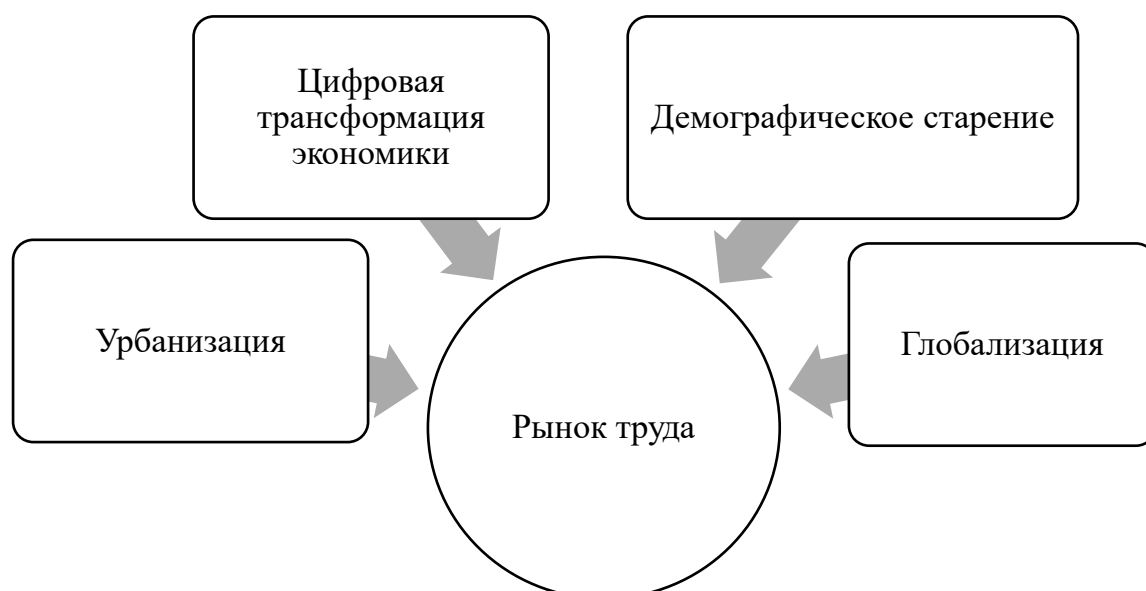 Цифровая
трансформация
экономики
Демографическое старение
Урбанизация
Глобализация
Рынок труда